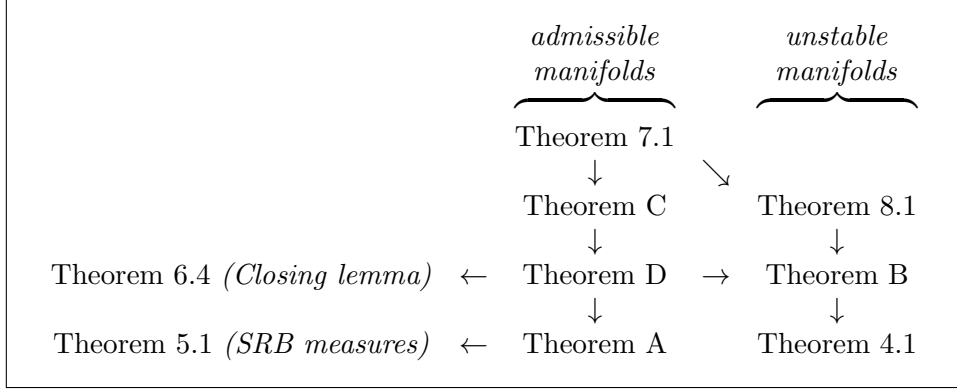 admissible unstable
manifolds manifolds
Theorem 7.1
↓ ↘
Theorem C Theorem 8.1
↓ ↓
Theorem 6.4 (Closing lemma) ← Theorem D → Theorem B
↓ ↓
Theorem 5.1 (SRB measures) ← Theorem A Theorem 4.1